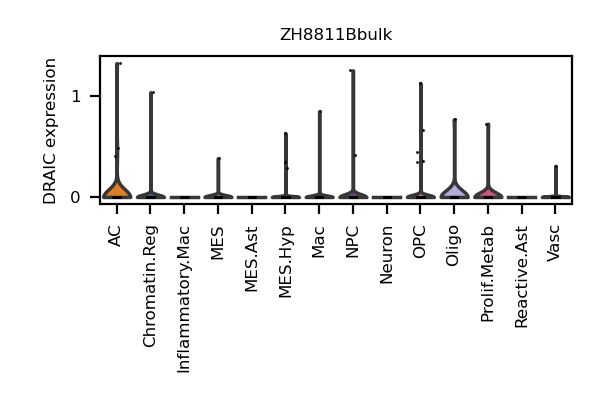 ZH8811Bbulk
DRAIC expression
1
0
AC
Chromatin.Reg
Inflammatory.Mac
MES
MES.Ast
MES.Hyp
Mac
NPC
Neuron
OPC
Oligo
Prolif.Metab
Reactive.Ast
Vasc